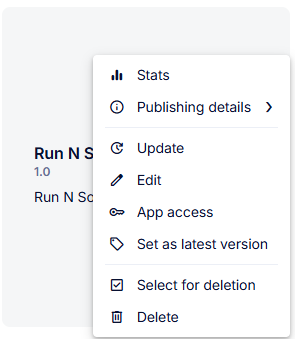 Stats
Publishing details
Run N S
1.0
Run N Sc
Update
Edit
App access
Set as latest version
Select for deletion
Delete